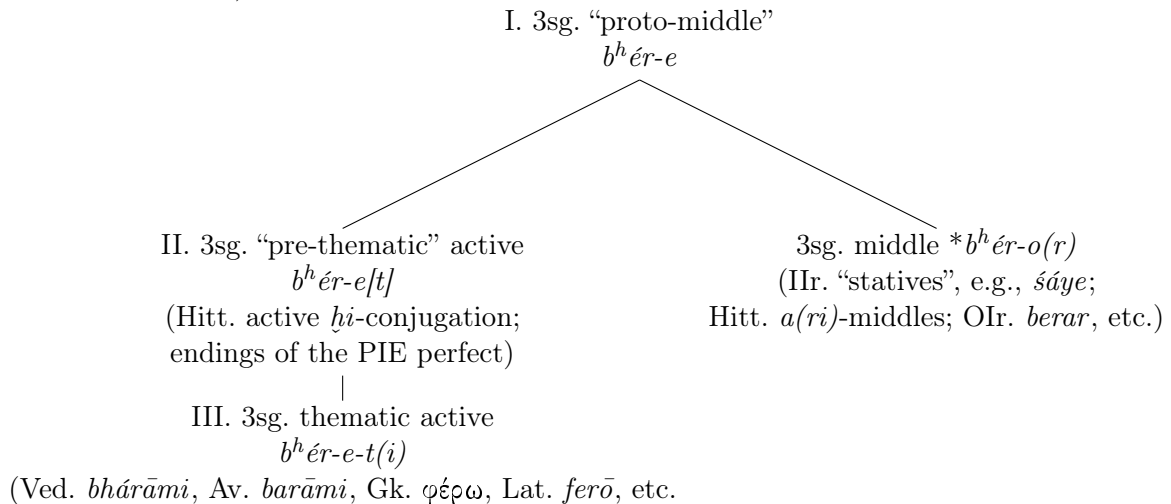 I. 3sg. “proto-middle”
bʰér-e
II. 3sg. “pre-thematic” active
bʰér-e[t]
(Hitt. active ḫi-conjugation;
endings of the PIE perfect)
3sg. middle *bʰér-o(r)
(IIr. “statives”, e.g., śáye;
Hitt. a(ri)-middles; OIr. berar, etc.)
III. 3sg. thematic active
bʰér-e-t(i)
(Ved. bhárāmi, Av. barāmi, Gk. φέρω, Lat. ferō, etc.